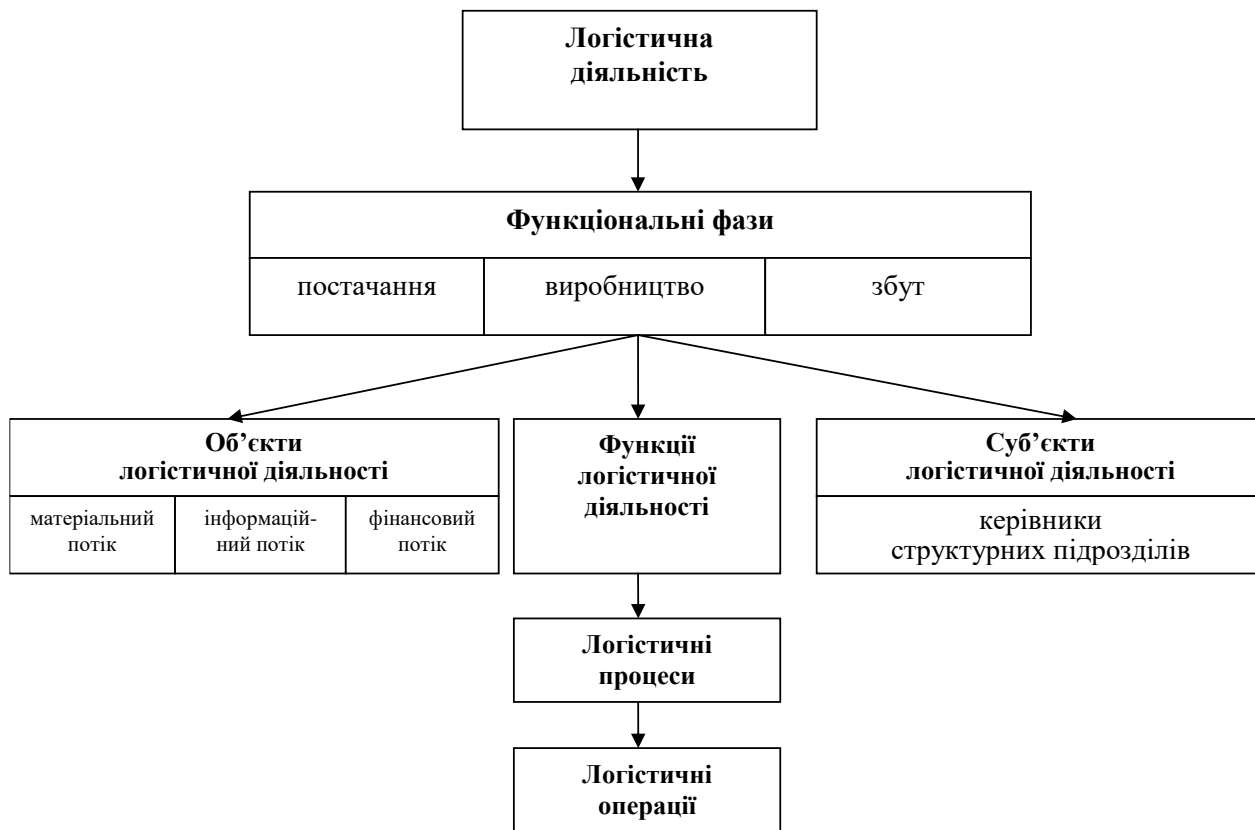 Логістична
діяльність
Функціональні фази
постачання
виробництво
збут
Об’єкти
логістичної діяльності
матеріальний
потік
інформацій-
ний потік
фінансовий
потік
Функції
логістичної
діяльності
Суб’єкти
логістичної діяльності
керівники
структурних підрозділів
Логістичні
процеси
Логістичні
операції